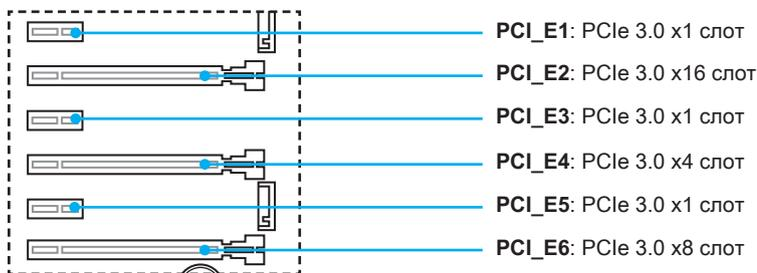 PCI_E1: PCIe 3.0 x1 слот
PCI_E2: PCIe 3.0 x16 слот
PCI_E3: PCIe 3.0 x1 слот
PCI_E4: PCIe 3.0 x4 слот
PCI_E5: PCIe 3.0 x1 слот
PCI_E6: PCIe 3.0 x8 слот